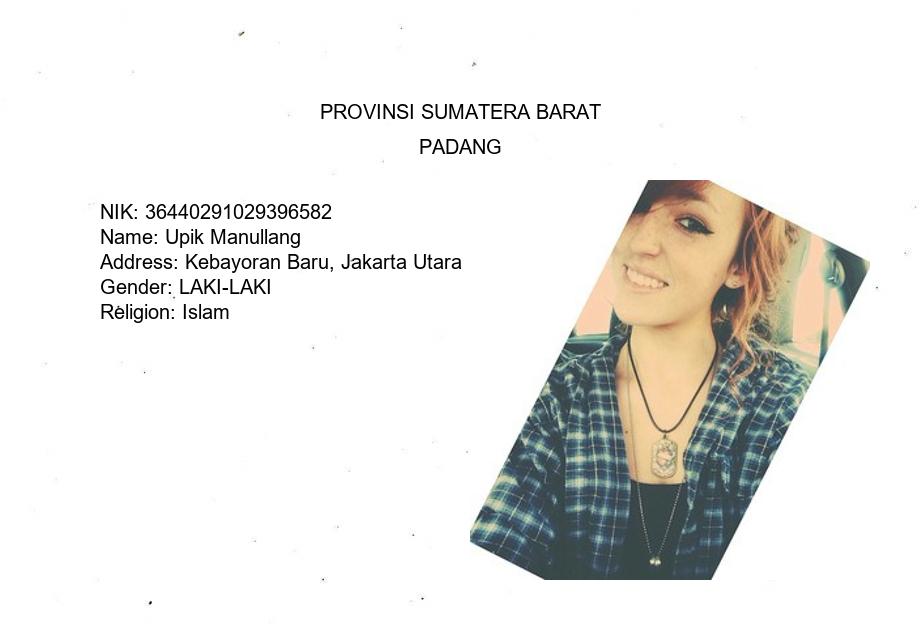 PROVINSI SUMATERA BARAT
PADANG
NIK: 36440291029396582
Name: Upik Manullang
Address: Kebayoran Baru, Jakarta Utara
Gender: LAKI-LAKI
Religion: Islam